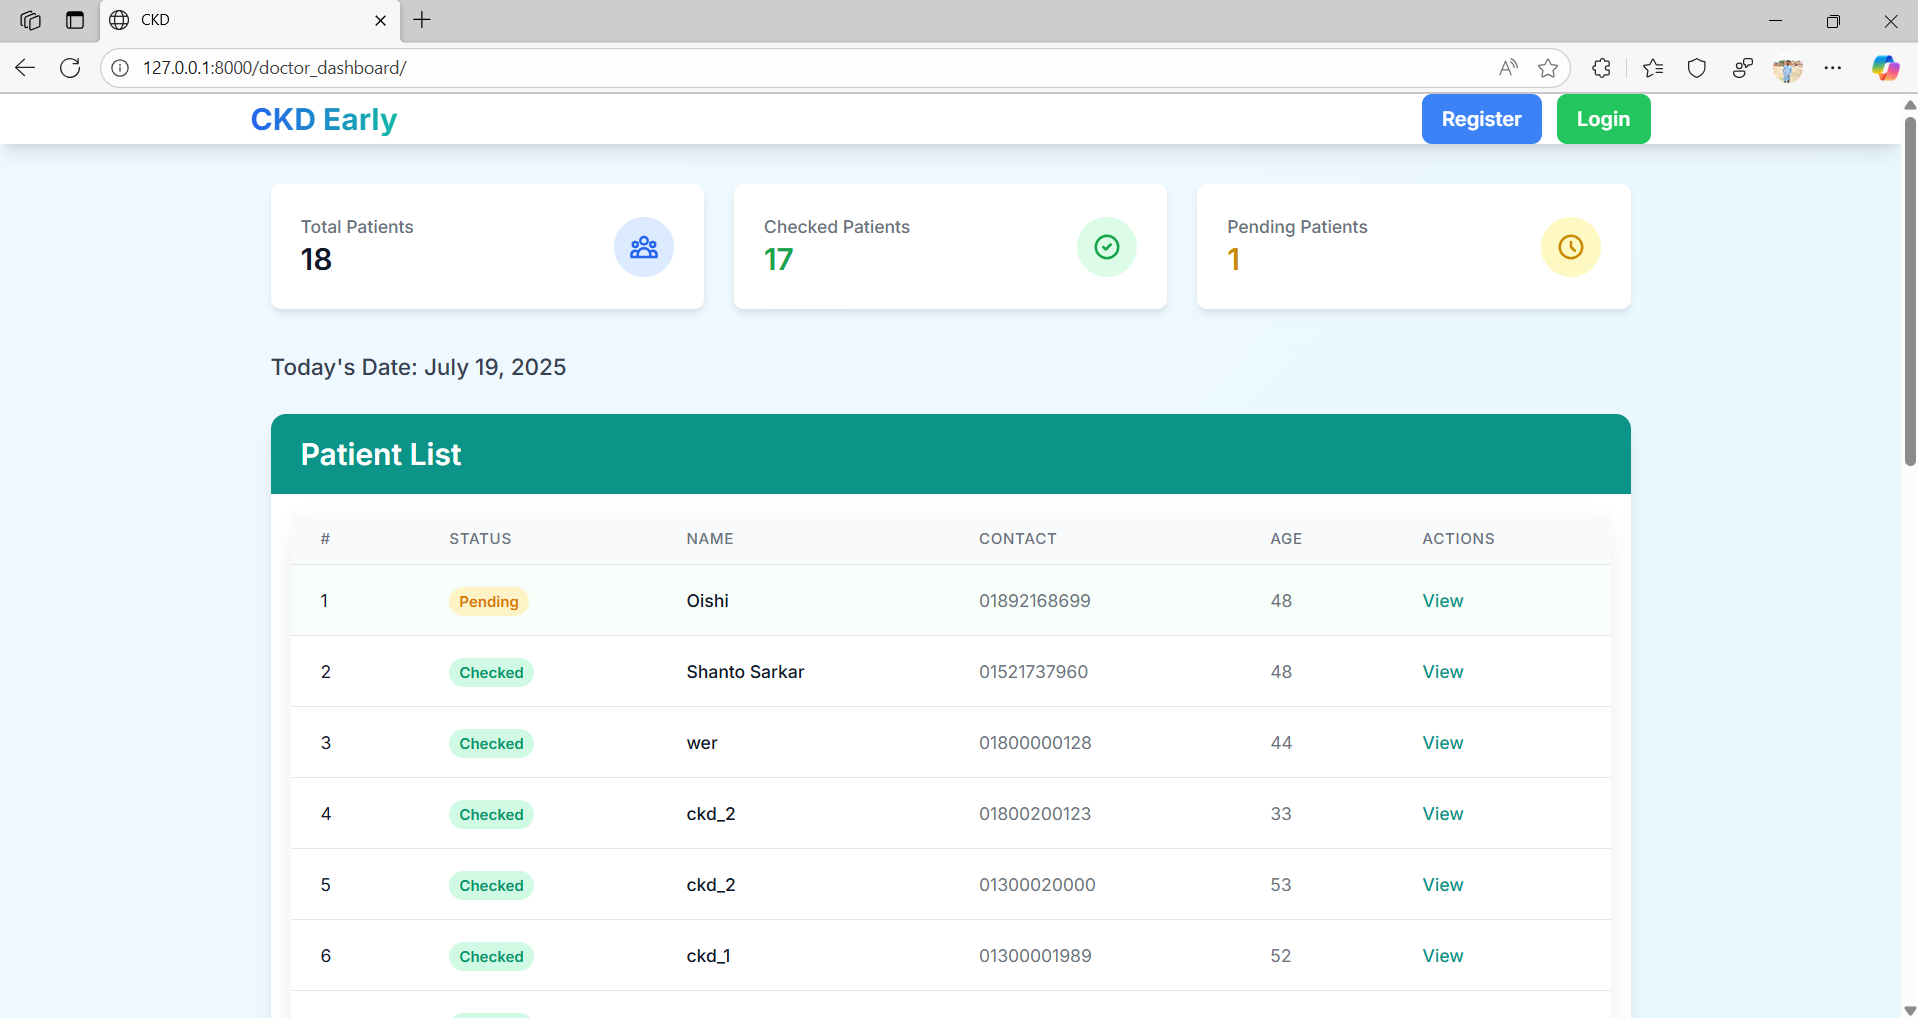 CKD
127.0.0.1:8000/doctor_dashboard/
CKD Early
Register
Login
Total Patients
18
Checked Patients
17
Pending Patients
1
Today's Date: July 19, 2025
Patient List
# STATUS NAME CONTACT AGE ACTIONS
1 Pending Oishi 01892168699 48 View
2 Checked Shanto Sarkar 01521737960 48 View
3 Checked wer 01800000128 44 View
4 Checked ckd_2 01800200123 33 View
5 Checked ckd_2 01300020000 53 View
6 Checked ckd_1 01300001989 52 View